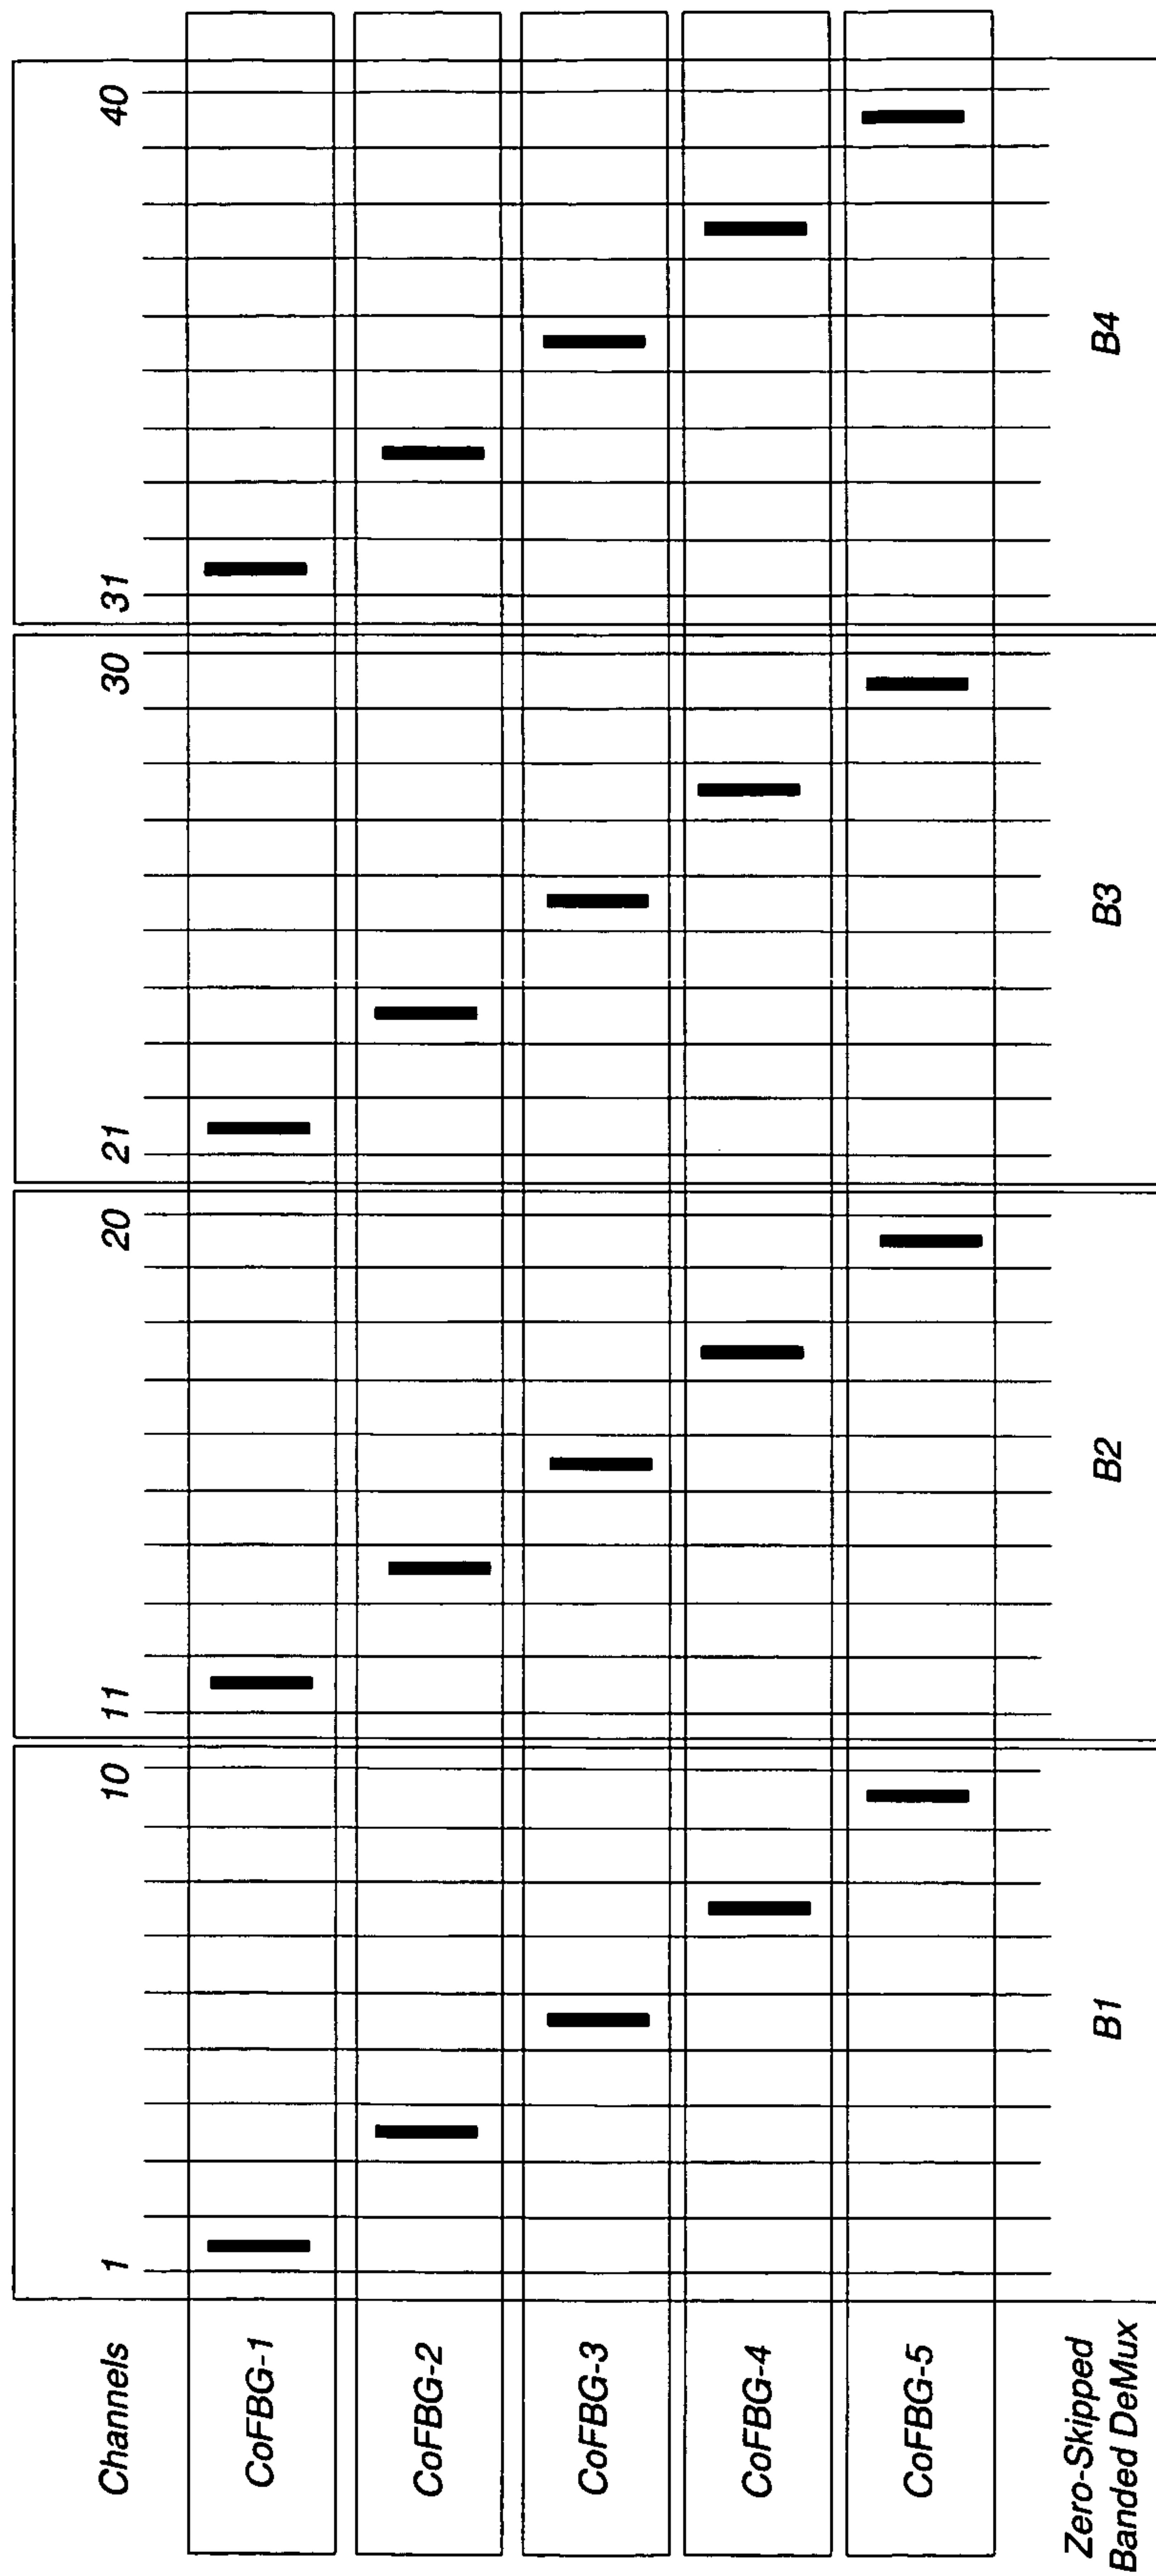 Channels
1
10
11
20
21
30
31
40
CoFBG-1
CoFBG-2
CoFBG-3
CoFBG-4
CoFBG-5
Zero-Skipped
Banded DeMux
B1
B2
B3
B4